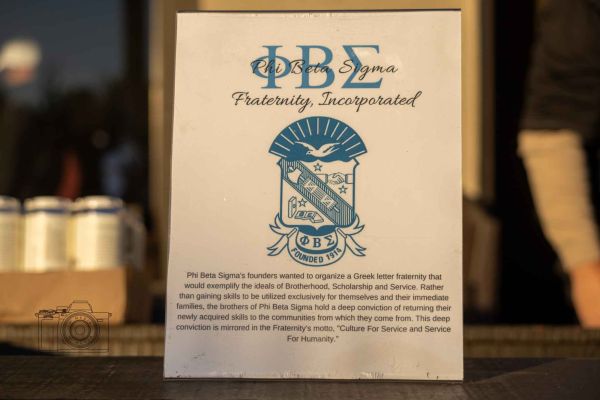 ΦΒΣ
Phi Beta Sigma
Fraternity, Incorporated
ΦΒΣ
FOUNDED 1914
Phi Beta Sigma's founders wanted to organize a Greek letter fraternity that
would exemplify the ideals of Brotherhood, Scholarship and Service. Rather
than gaining skills to be utilized exclusively for themselves and their immediate
families, the brothers of Phi Beta Sigma hold a deep conviction of returning their
newly acquired skills to the communities from which they come from. This deep
conviction is mirrored in the Fraternity's motto, "Culture For Service and Service
For Humanity."